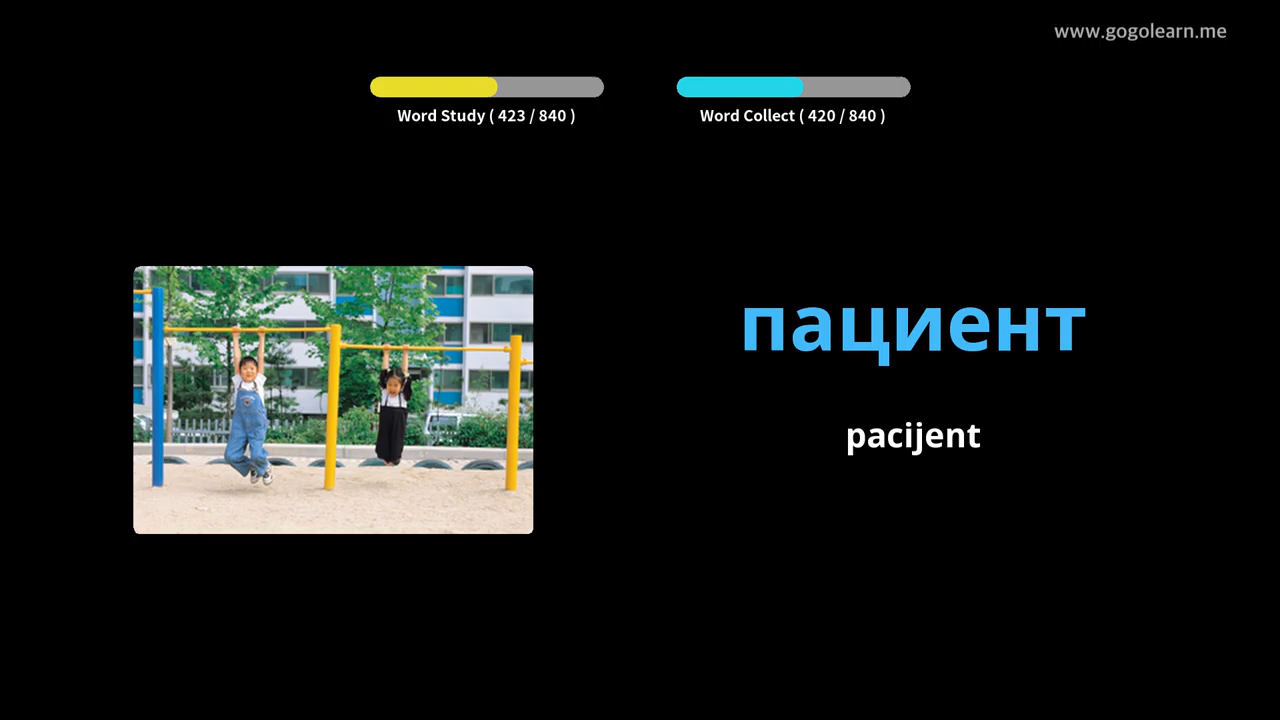 www.gogolearn.me
Word Study ( 423 / 840 )
Word Collect ( 420 / 840 )
пациент
pacijent